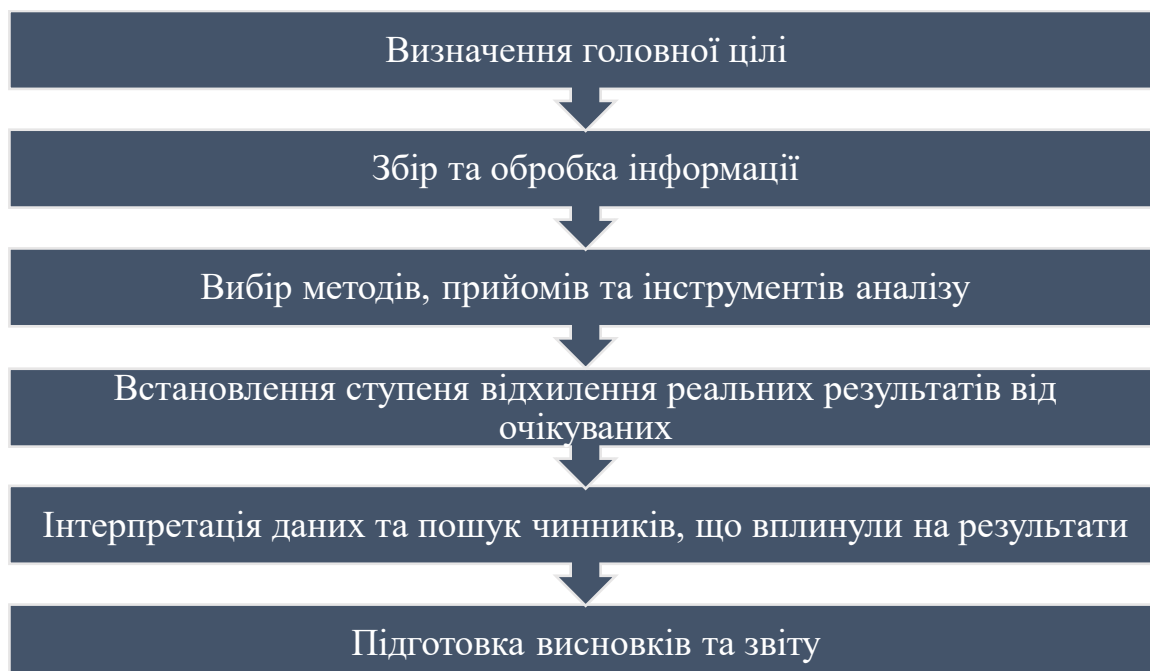 Визначення головної цілі
Збір та обробка інформації
Вибір методів, прийомів та інструментів аналізу
Встановлення ступеня відхилення реальних результатів від
очікуваних
Інтерпретація даних та пошук чинників, що вплинули на результати
Підготовка висновків та звіту